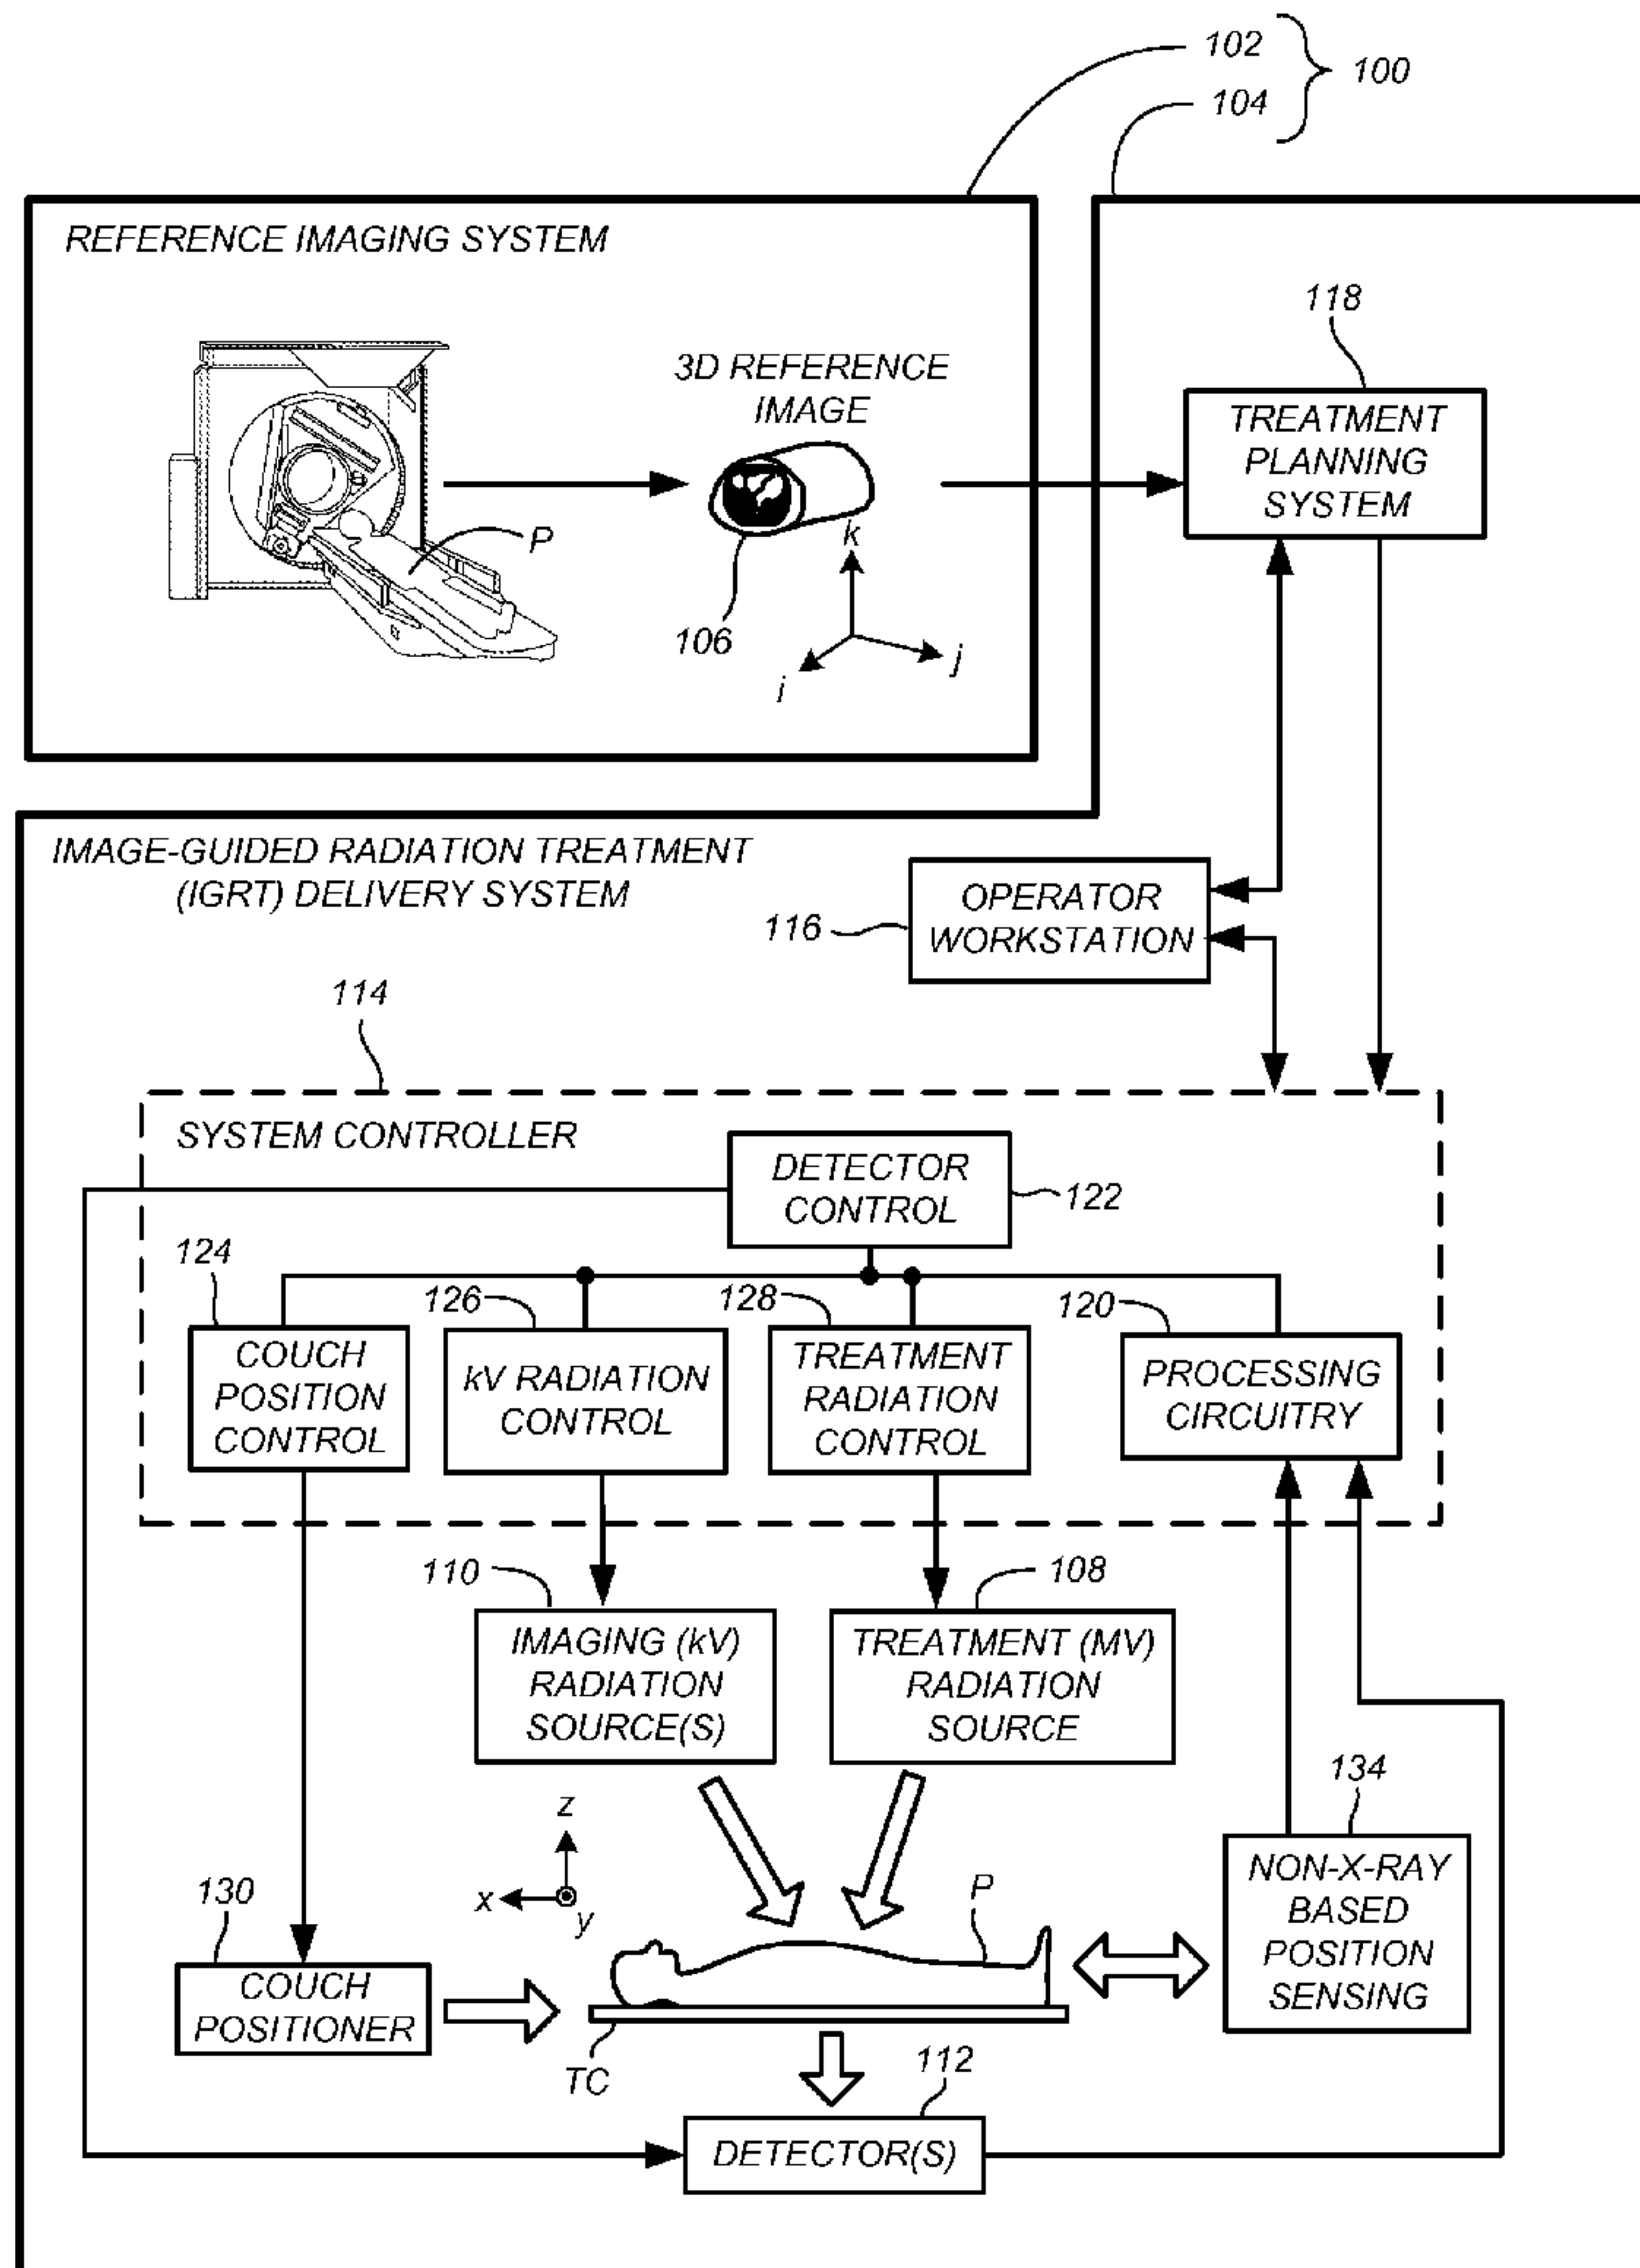 102
100
104
REFERENCE IMAGING SYSTEM
118
3D REFERENCE
IMAGE
TREATMENT
PLANNING
SYSTEM
P
k
106
j
i
IMAGE-GUIDED RADIATION TREATMENT
(IGRT) DELIVERY SYSTEM
OPERATOR
WORKSTATION
116
114
SYSTEM CONTROLLER
DETECTOR
CONTROL
122
124
126
128
120
COUCH
POSITION
CONTROL
kV RADIATION
CONTROL
TREATMENT
RADIATION
CONTROL
PROCESSING
CIRCUITRY
110
108
IMAGING (kV)
RADIATION
SOURCE(S)
TREATMENT (MV)
RADIATION
SOURCE
134
z
x
y
130
P
NON-X-RAY
BASED
POSITION
SENSING
COUCH
POSITIONER
TC
112
DETECTOR(S)